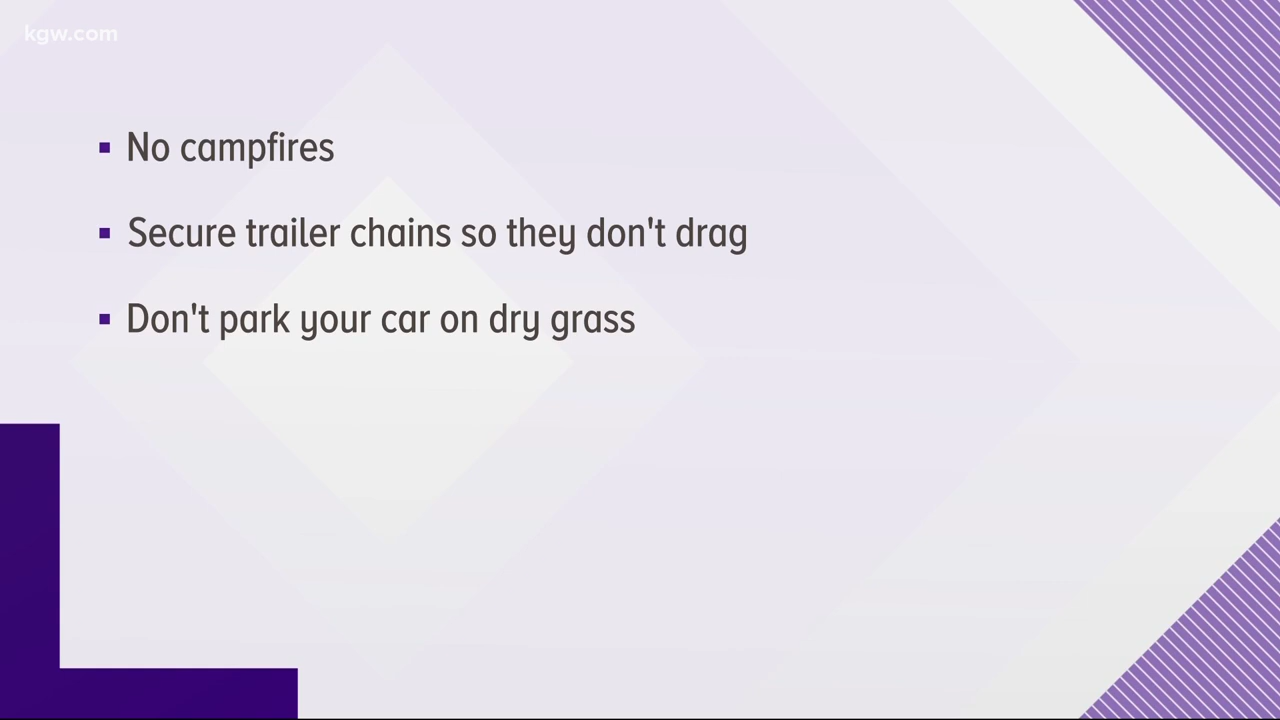 kgw.com
▪ No campfires
▪ Secure trailer chains so they don't drag
▪ Don't park your car on dry grass